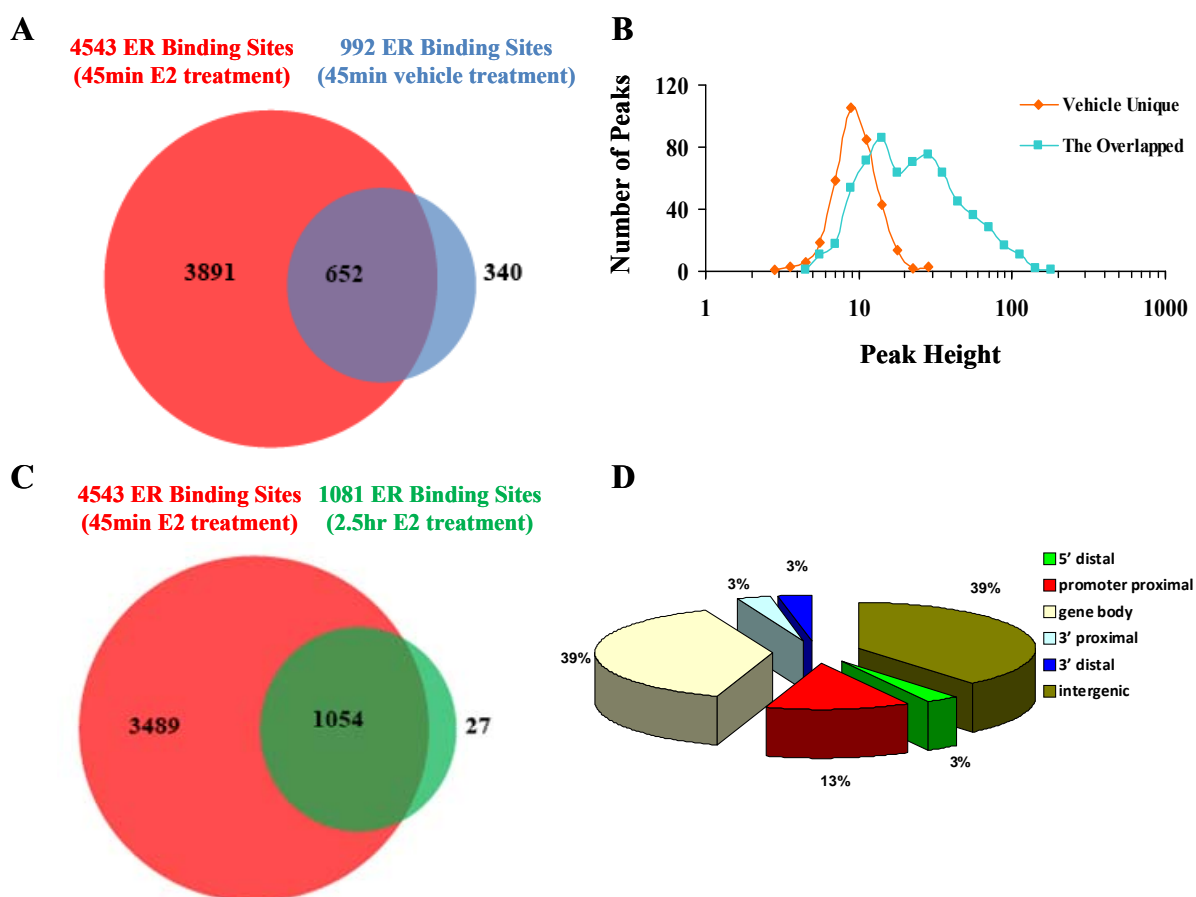 A
4543 ER Binding Sites
(45min E2 treatment)
992 ER Binding Sites
(45min vehicle treatment)
3891
652
340
B
Number of Peaks
120
80
40
0
1
10
100
1000
Peak Height
Vehicle Unique
The Overlapped
C
4543 ER Binding Sites
(45min E2 treatment)
1081 ER Binding Sites
(2.5hr E2 treatment)
3489
1054
27
D
3%
3%
39%
39%
13%
3%
5’ distal
promoter proximal
gene body
3’ proximal
3’ distal
intergenic